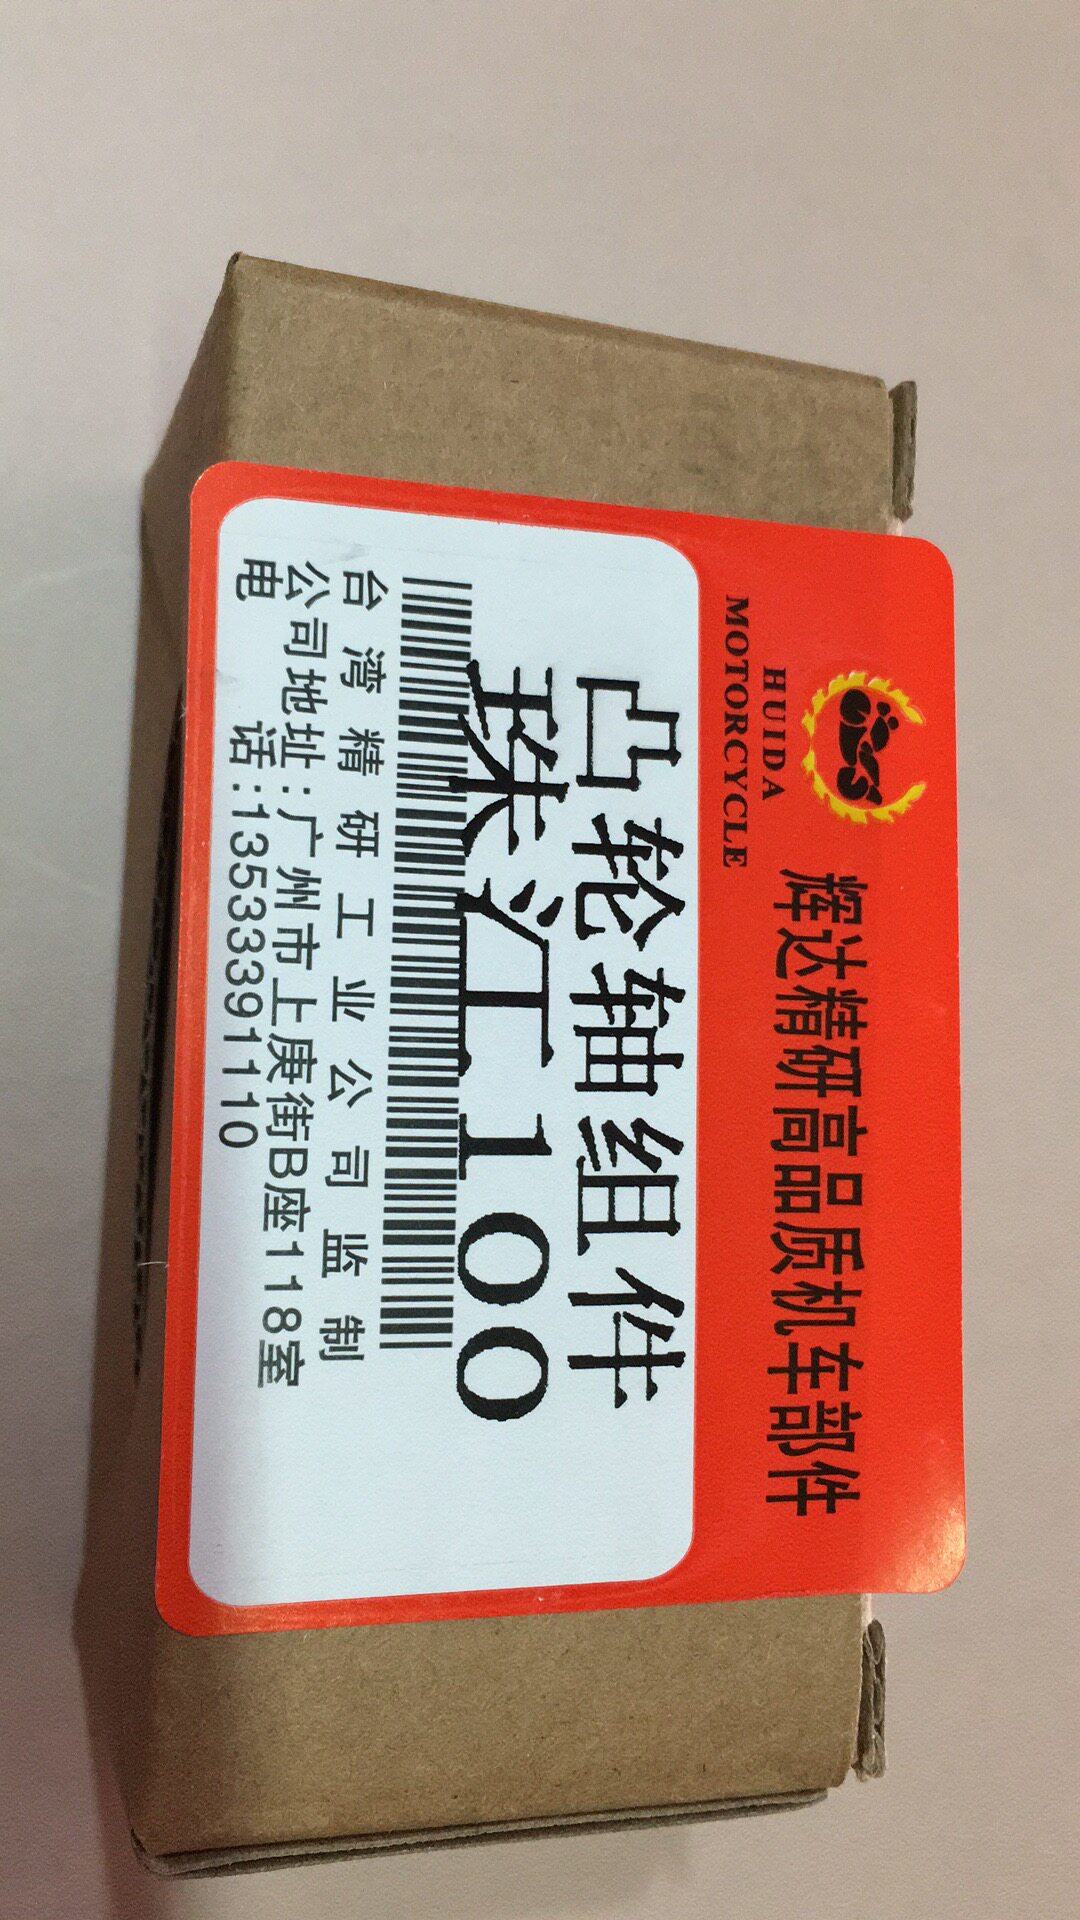 HUIDA
MOTORCYCLE
辉达精研高品质机车部件
凸轮轴组件
珠江100
台湾精研工业公司监制
公司地址:广州市上庚街B座118室
电话:13533391110